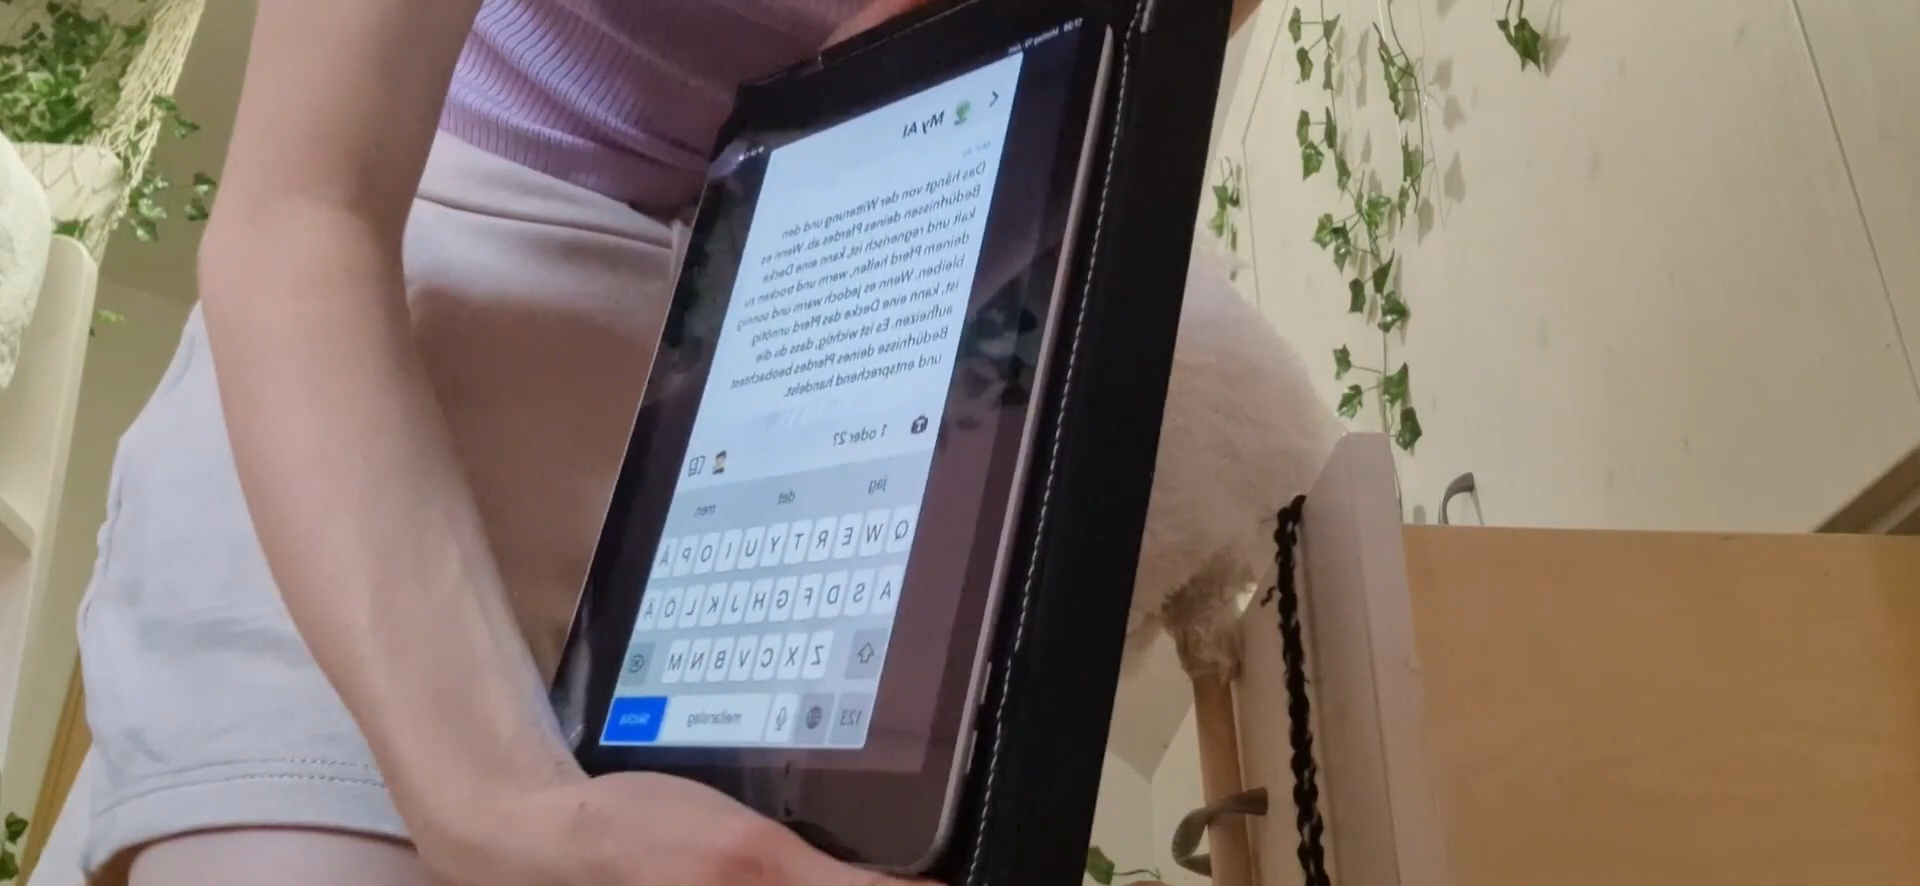 My AI
Das hängt von der Witterung und den
Bedürfnissen deines Pferdes ab. Wenn es
kalt und regnerisch ist, kann eine Decke
deinem Pferd helfen, warm und trocken zu
bleiben. Wenn es jedoch warm und sonnig
ist, kann eine Decke das Pferd unnötig
aufheizen. Es ist wichtig, dass du die
Bedürfnisse deines Pferdes beobachtest
und entsprechend handelst.
1 oder 2?
jag det men
Q W E R T Y U I O P Å
A S D F G H J K L Ö Ä
Z X C V B N M
123 mellanslag skicka